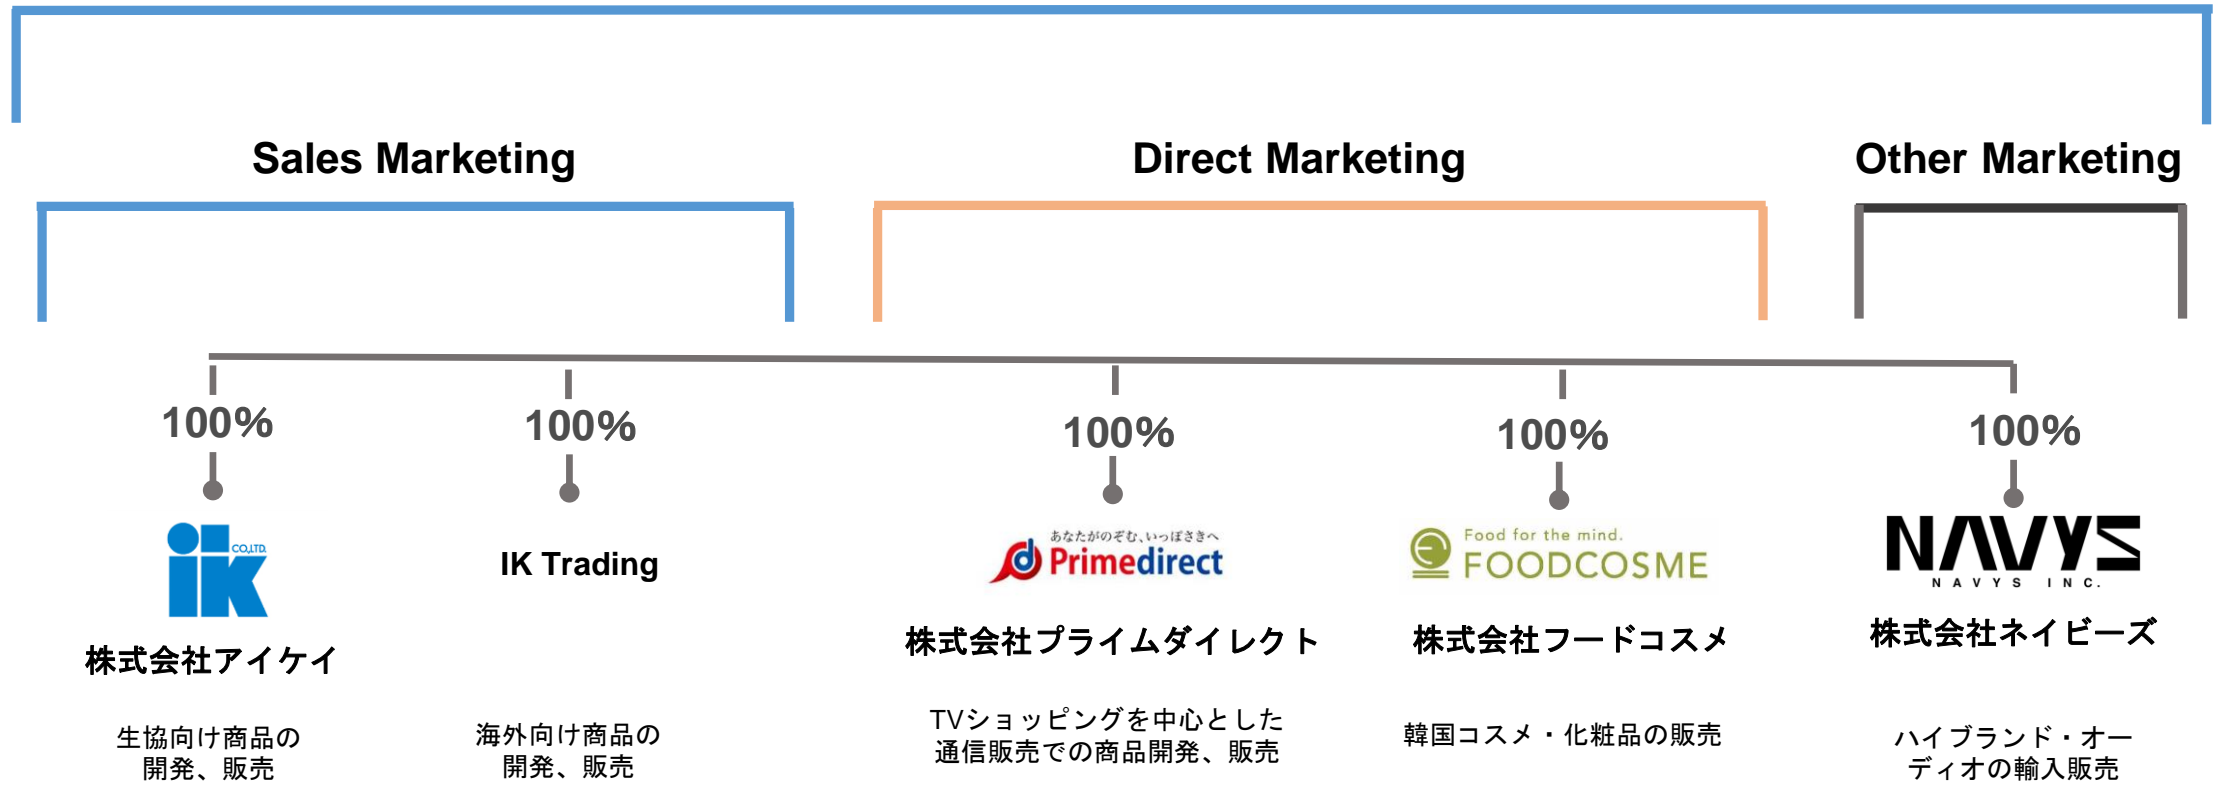 Sales Marketing
Direct Marketing
Other Marketing
100%
100%
100%
100%
100%
CO.,LTD.
iK
IK Trading
あなたがのぞむ、いっぽさきへ
Primedirect
Food for the mind.
FOODCOSME
NAVYS
NAVYS INC.
株式会社アイケイ
株式会社プライムダイレクト
株式会社フードコスメ
株式会社ネイビーズ
生協向け商品の
開発、販売
海外向け商品の
開発、販売
TVショッピングを中心とした
通信販売での商品開発、販売
韓国コスメ・化粧品の販売
ハイブランド・オー
ディオの輸入販売